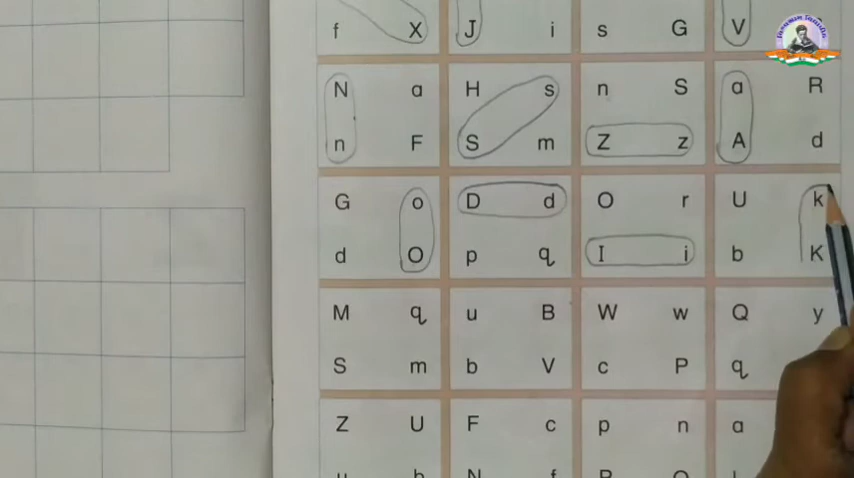 f X J i s G V
N a H s n S a R
n F S m Z z A d
G o D d O r U k
d O p q I i b K
M q u B W w Q y
S m b V c P q
Z U F c p n a